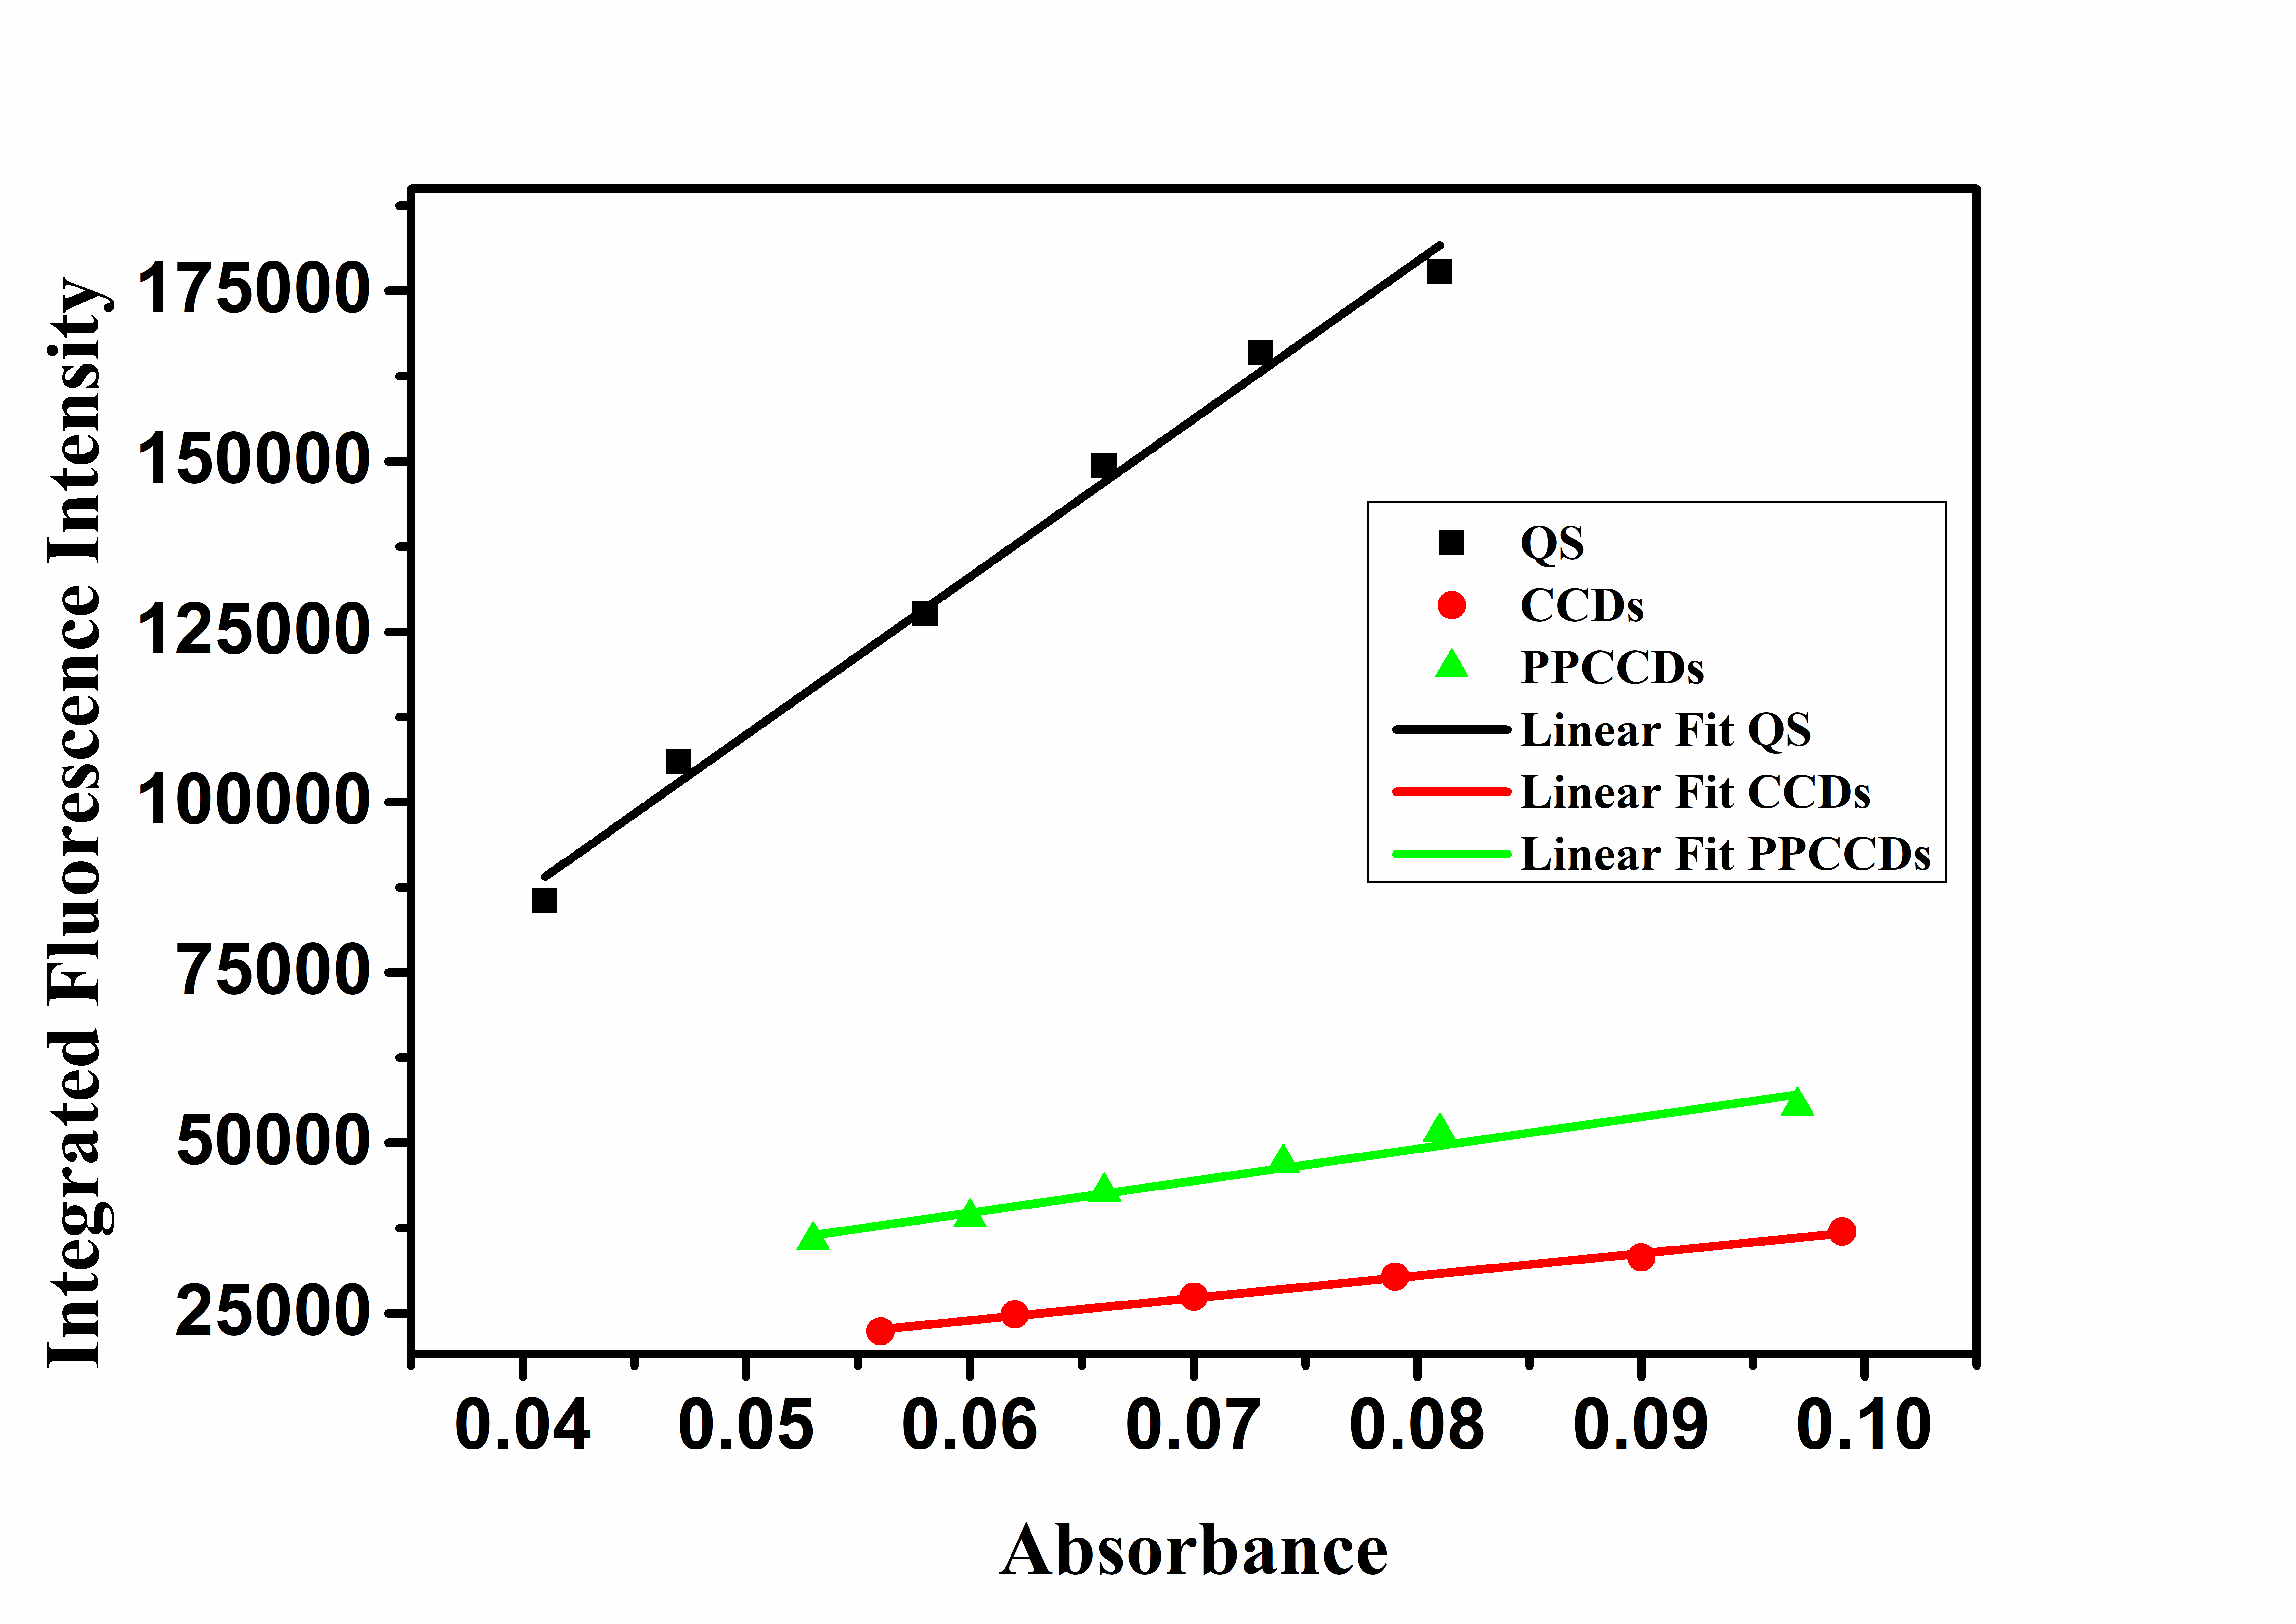 Integrated Fluorescence Intensity
175000
150000
125000
100000
75000
50000
25000
QS
CCDs
PPCCDs
Linear Fit QS
Linear Fit CCDs
Linear Fit PPCCDs
0.04 0.05 0.06 0.07 0.08 0.09 0.10
Absorbance